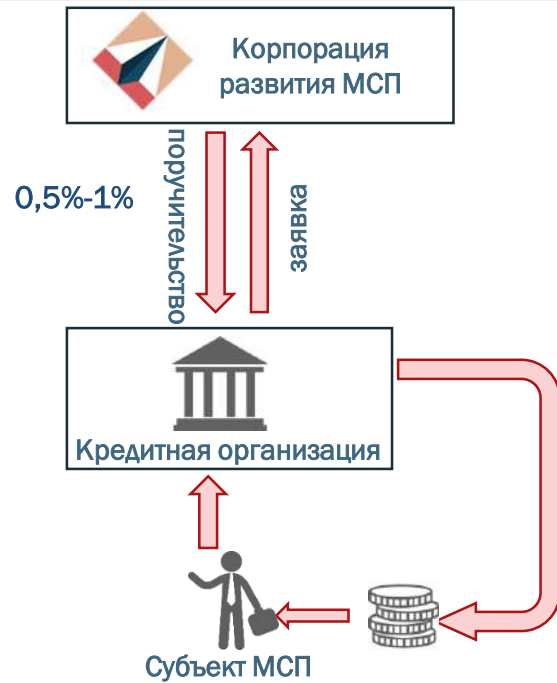 Корпорация
развития МСП
поручительство
0,5%-1%
заявка
Кредитная организация
Субъект МСП